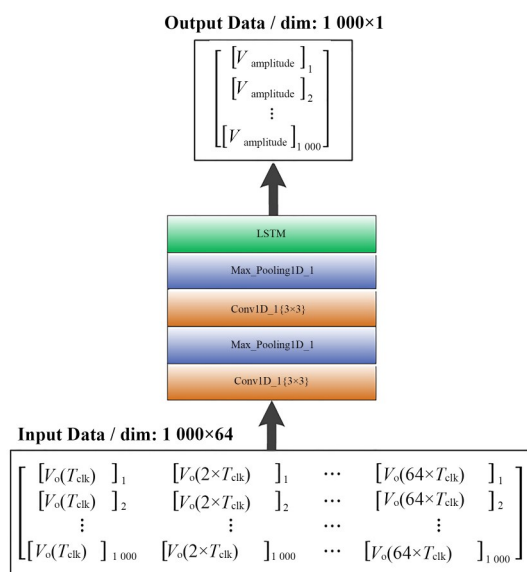 Output Data / dim: 1 000×1
[V amplitude]1
[V amplitude]2
⋮
[V amplitude]1 000
LSTM
Max_Pooling1D_1
Conv1D_1{3×3}
Max_Pooling1D_1
Conv1D_1{3×3}
Input Data / dim: 1 000×64
[Vo(Tclk) ]1 [Vo(2×Tclk) ]1 ⋯ [Vo(64×Tclk) ]1
[Vo(Tclk) ]2 [Vo(2×Tclk) ]2 ⋯ [Vo(64×Tclk) ]2
⋮ ⋮ ⋯ ⋮
[Vo(Tclk) ]1 000 [Vo(2×Tclk) ]1 000 ⋯ [Vo(64×Tclk) ]1 000